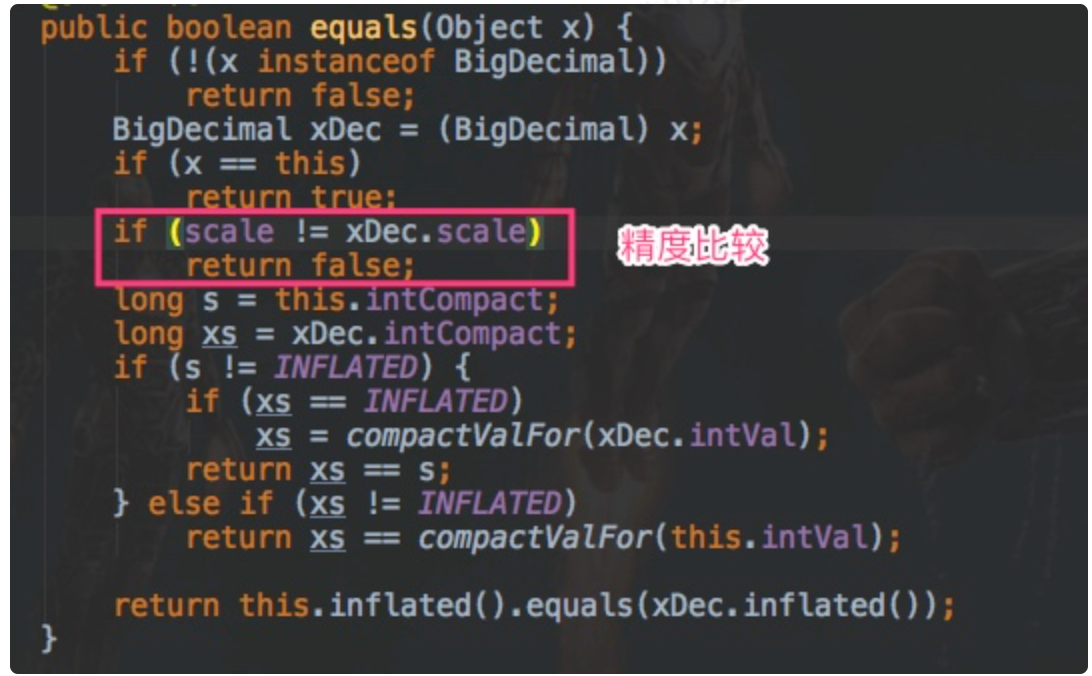 public boolean equals(Object x) {
if (!(x instanceof BigDecimal))
return false;
BigDecimal xDec = (BigDecimal) x;
if (x == this)
return true;
if (scale != xDec.scale) 精度比较
return false;
long s = this.intCompact;
long xs = xDec.intCompact;
if (s != INFLATED) {
if (xs == INFLATED)
xs = compactValFor(xDec.intVal);
return xs == s;
} else if (xs != INFLATED)
return xs == compactValFor(this.intVal);
return this.inflated().equals(xDec.inflated());
}